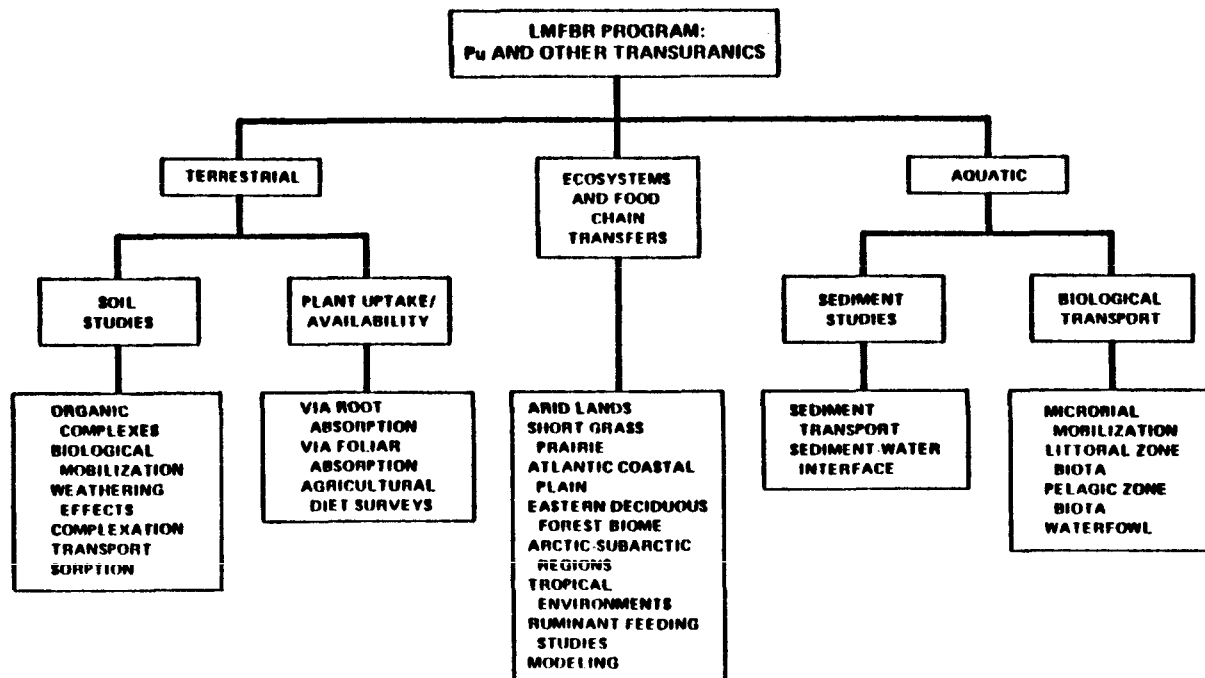 LMFBR PROGRAM:
Pu AND OTHER TRANSURANICS
TERRESTRIAL
ECOSYSTEMS
AND FOOD
CHAIN
TRANSFERS
AQUATIC
SOIL
STUDIES
PLANT UPTAKE/
AVAILABILITY
SEDIMENT
STUDIES
BIOLOGICAL
TRANSPORT
ORGANIC
COMPLEXES
BIOLOGICAL
MOBILIZATION
WEATHERING
EFFECTS
COMPLEXATION
TRANSPORT
SORPTION
VIA ROOT
ABSORPTION
VIA FOLIAR
ABSORPTION
AGRICULTURAL
DIET SURVEYS
ARID LANDS
SHORT GRASS
PRAIRIE
ATLANTIC COASTAL
PLAIN
EASTERN DECIDUOUS
FOREST BIOME
ARCTIC-SUBARCTIC
REGIONS
TROPICAL
ENVIRONMENTS
RUMINANT FEEDING
STUDIES
MODELING
SEDIMENT
TRANSPORT
SEDIMENT-WATER
INTERFACE
MICROBIAL
MOBILIZATION
LITTORAL ZONE
BIOTA
PELAGIC ZONE
BIOTA
WATERFOWL